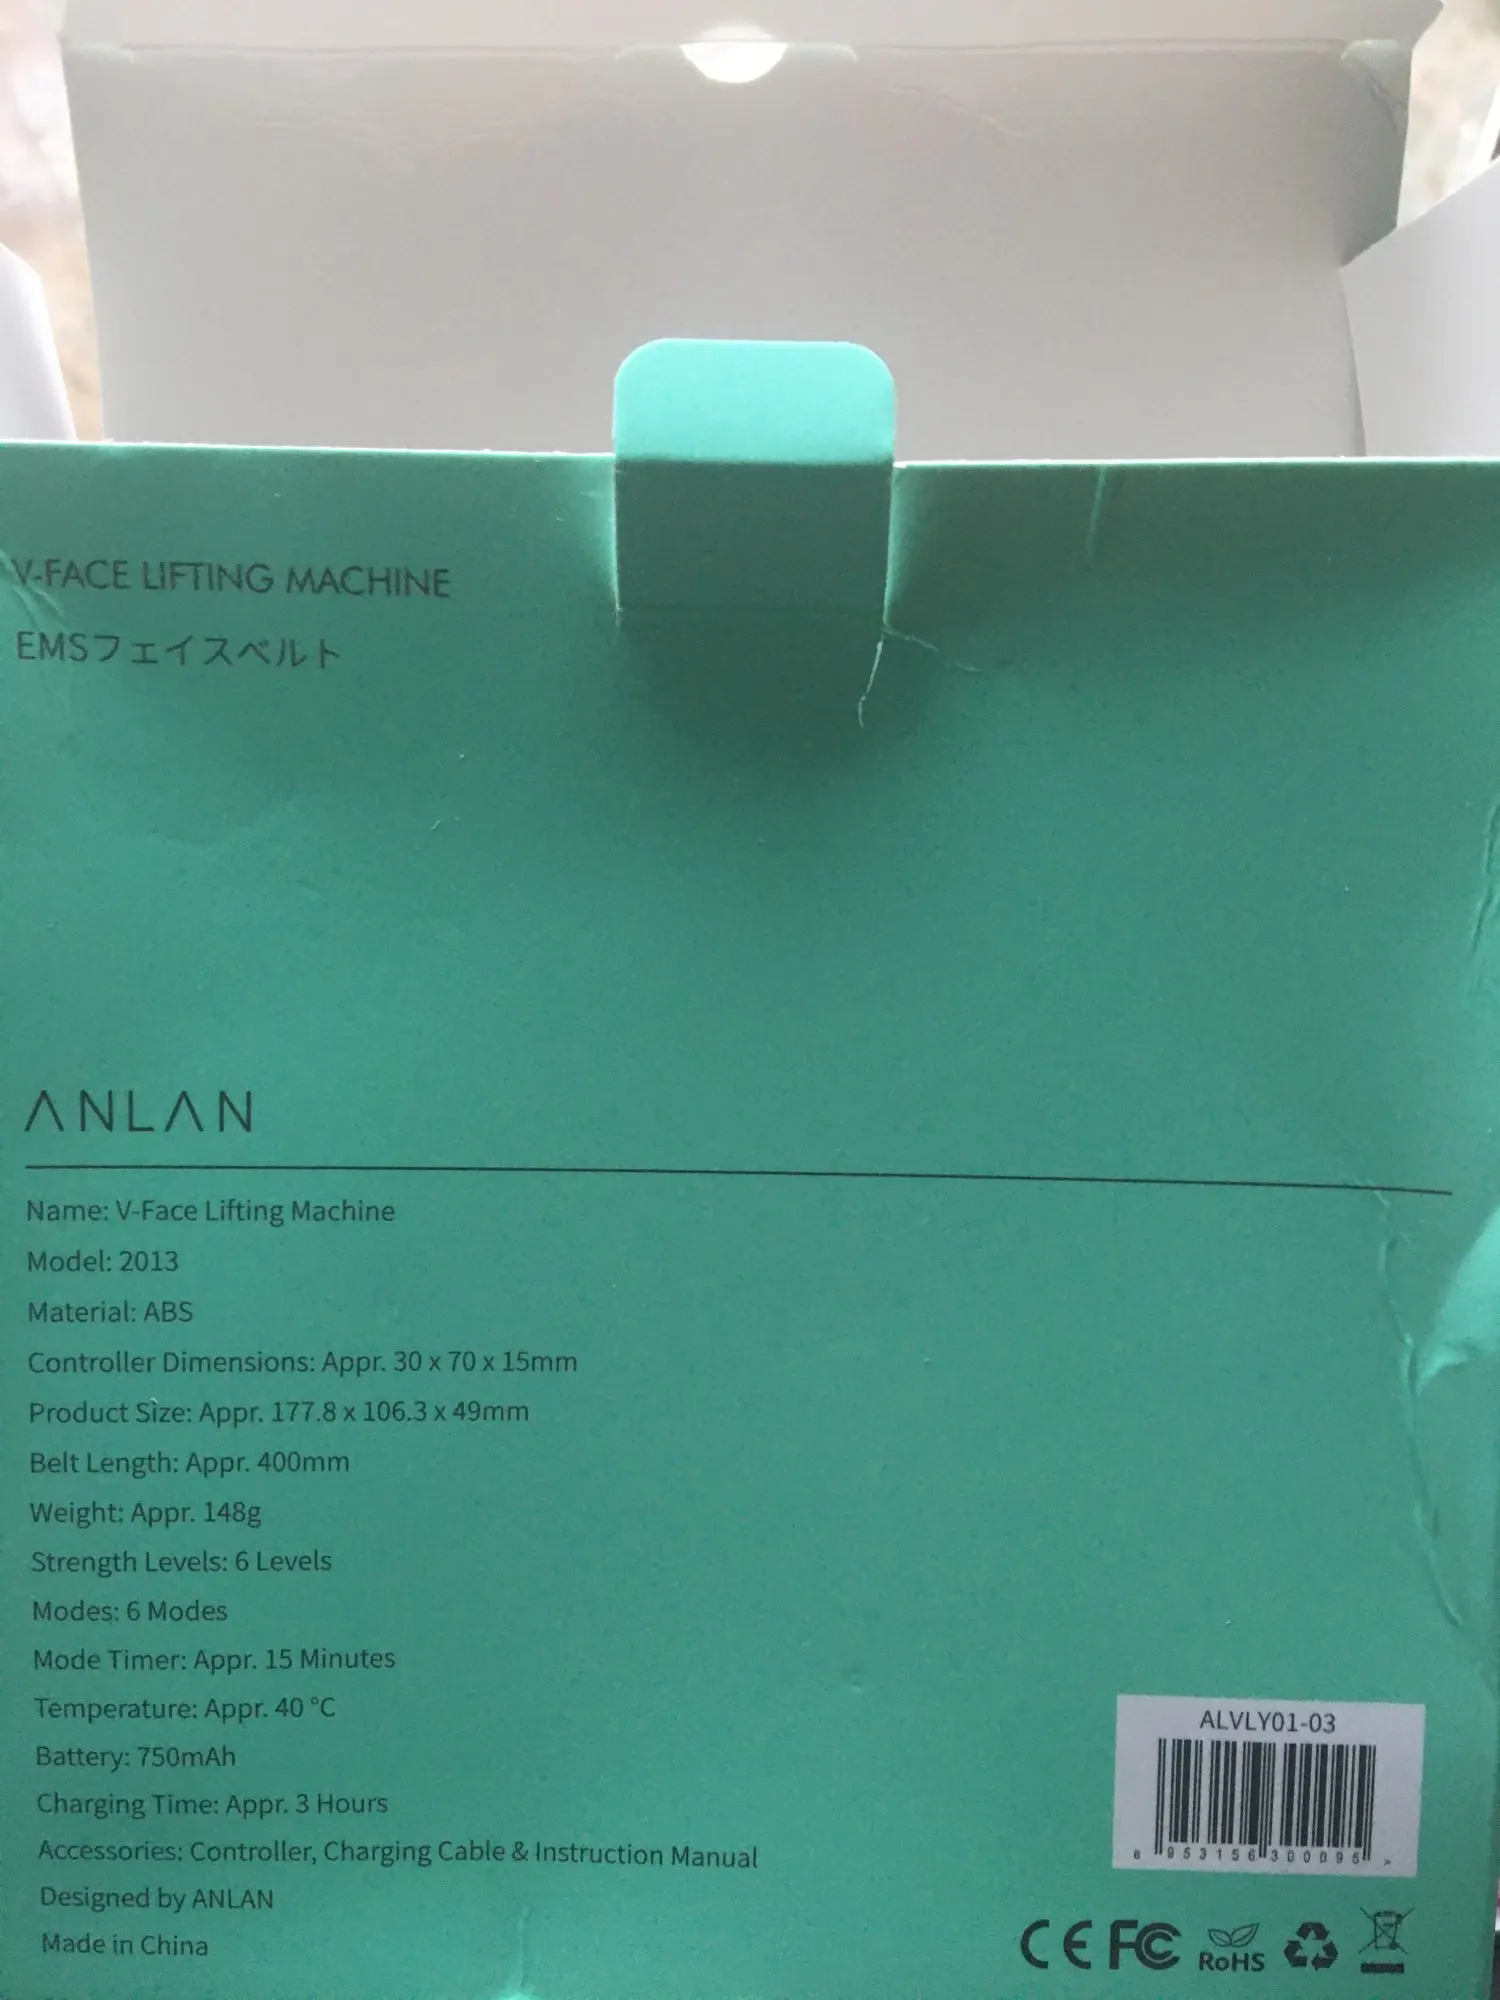 V-FACE LIFTING MACHINE
EMSフェイスベルト
ANLAN
Name: V-Face Lifting Machine
Model: 2013
Material: ABS
Controller Dimensions: Appr. 30 x 70 x 15mm
Product Size: Appr. 177.8 x 106.3 x 49mm
Belt Length: Appr. 400mm
Weight: Appr. 148g
Strength Levels: 6 Levels
Modes: 6 Modes
Mode Timer: Appr. 15 Minutes
Temperature: Appr. 40 °C
Battery: 750mAh
Charging Time: Appr. 3 Hours
Accessories: Controller, Charging Cable & Instruction Manual
Designed by ANLAN
Made in China
ALVLY01-03
6 953156 300095 >
CE FC RoHS